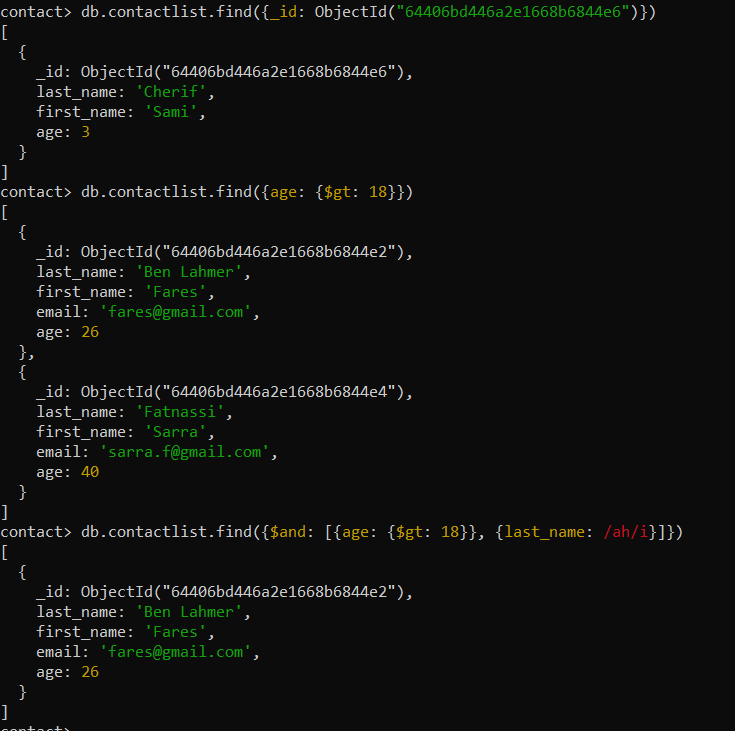 contact> db.contactlist.find({_id: ObjectId("64406bd446a2e1668b6844e6")})
[
  {
    _id: ObjectId("64406bd446a2e1668b6844e6"),
    last_name: 'Cherif',
    first_name: 'Sami',
    age: 3
  }
]
contact> db.contactlist.find({age: {$gt: 18}})
[
  {
    _id: ObjectId("64406bd446a2e1668b6844e2"),
    last_name: 'Ben Lahmer',
    first_name: 'Fares',
    email: 'fares@gmail.com',
    age: 26
  },
  {
    _id: ObjectId("64406bd446a2e1668b6844e4"),
    last_name: 'Fatnassi',
    first_name: 'Sarra',
    email: 'sarra.f@gmail.com',
    age: 40
  }
]
contact> db.contactlist.find({$and: [{age: {$gt: 18}}, {last_name: /ah/i}]})
[
  {
    _id: ObjectId("64406bd446a2e1668b6844e2"),
    last_name: 'Ben Lahmer',
    first_name: 'Fares',
    email: 'fares@gmail.com',
    age: 26
  }
]
contact>